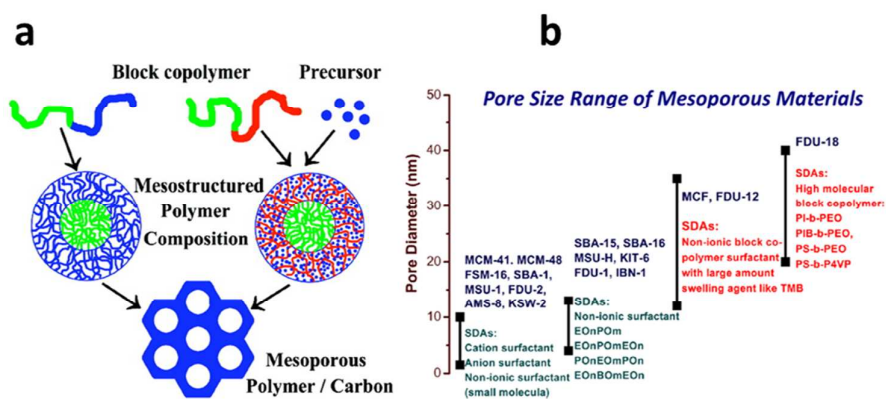 a
Block copolymer
Precursor
Mesostructured
Polymer
Composition
Mesoporous
Polymer / Carbon
b
Pore Size Range of Mesoporous Materials
Pore Diameter (nm)
50
40
30
20
10
0
MCM-41. MCM-48
FSM-16, SBA-1,
MSU-1, FDU-2,
AMS-8, KSW-2
SDAs:
Cation surfactant
Anion surfactant
Non-ionic surfactant
(small molecula)
SBA-15, SBA-16
MSU-H, KIT-6
FDU-1, IBN-1
SDAs:
Non-ionic surfactant
EOnPOm
EOnPOmEOn
POnEOmPOn
EOnBOmEOn
MCF, FDU-12
SDAs:
Non-ionic block co-
polymer surfactant
with large amount
swelling agent like TMB
FDU-18
SDAs:
High molecular
block copolymer:
PI-b-PEO
PIB-b-PEO,
PS-b-PEO
PS-b-P4VP